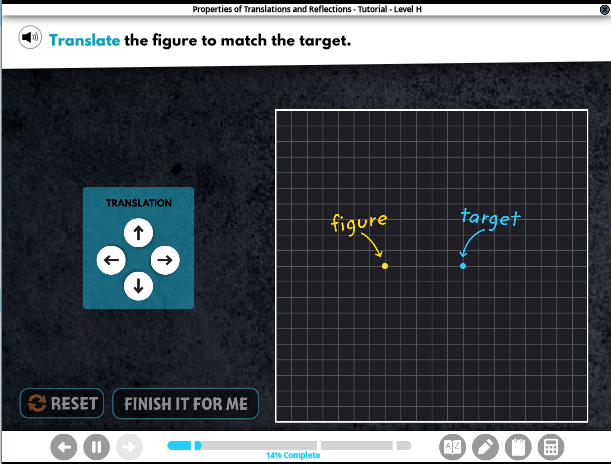 Properties of Translations and Reflections - Tutorial - Level H
Translate the figure to match the target.
TRANSLATION
figure
target
RESET
FINISH IT FOR ME
AZ
14% Complete